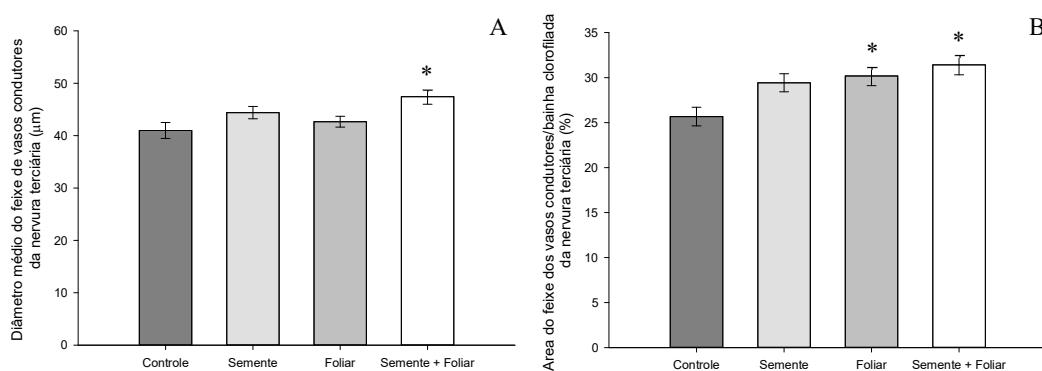 A
Diâmetro médio do feixe de vasos condutores
da nervura terciária (μm)
60
50
40
30
20
10
0
*
Controle
Semente
Foliar
Semente + Foliar
B
Area do feixe dos vasos condutores/bainha clorofilada
da nervura terciária (%)
35
30
25
20
15
10
5
0
*
*
Controle
Semente
Foliar
Semente + Foliar